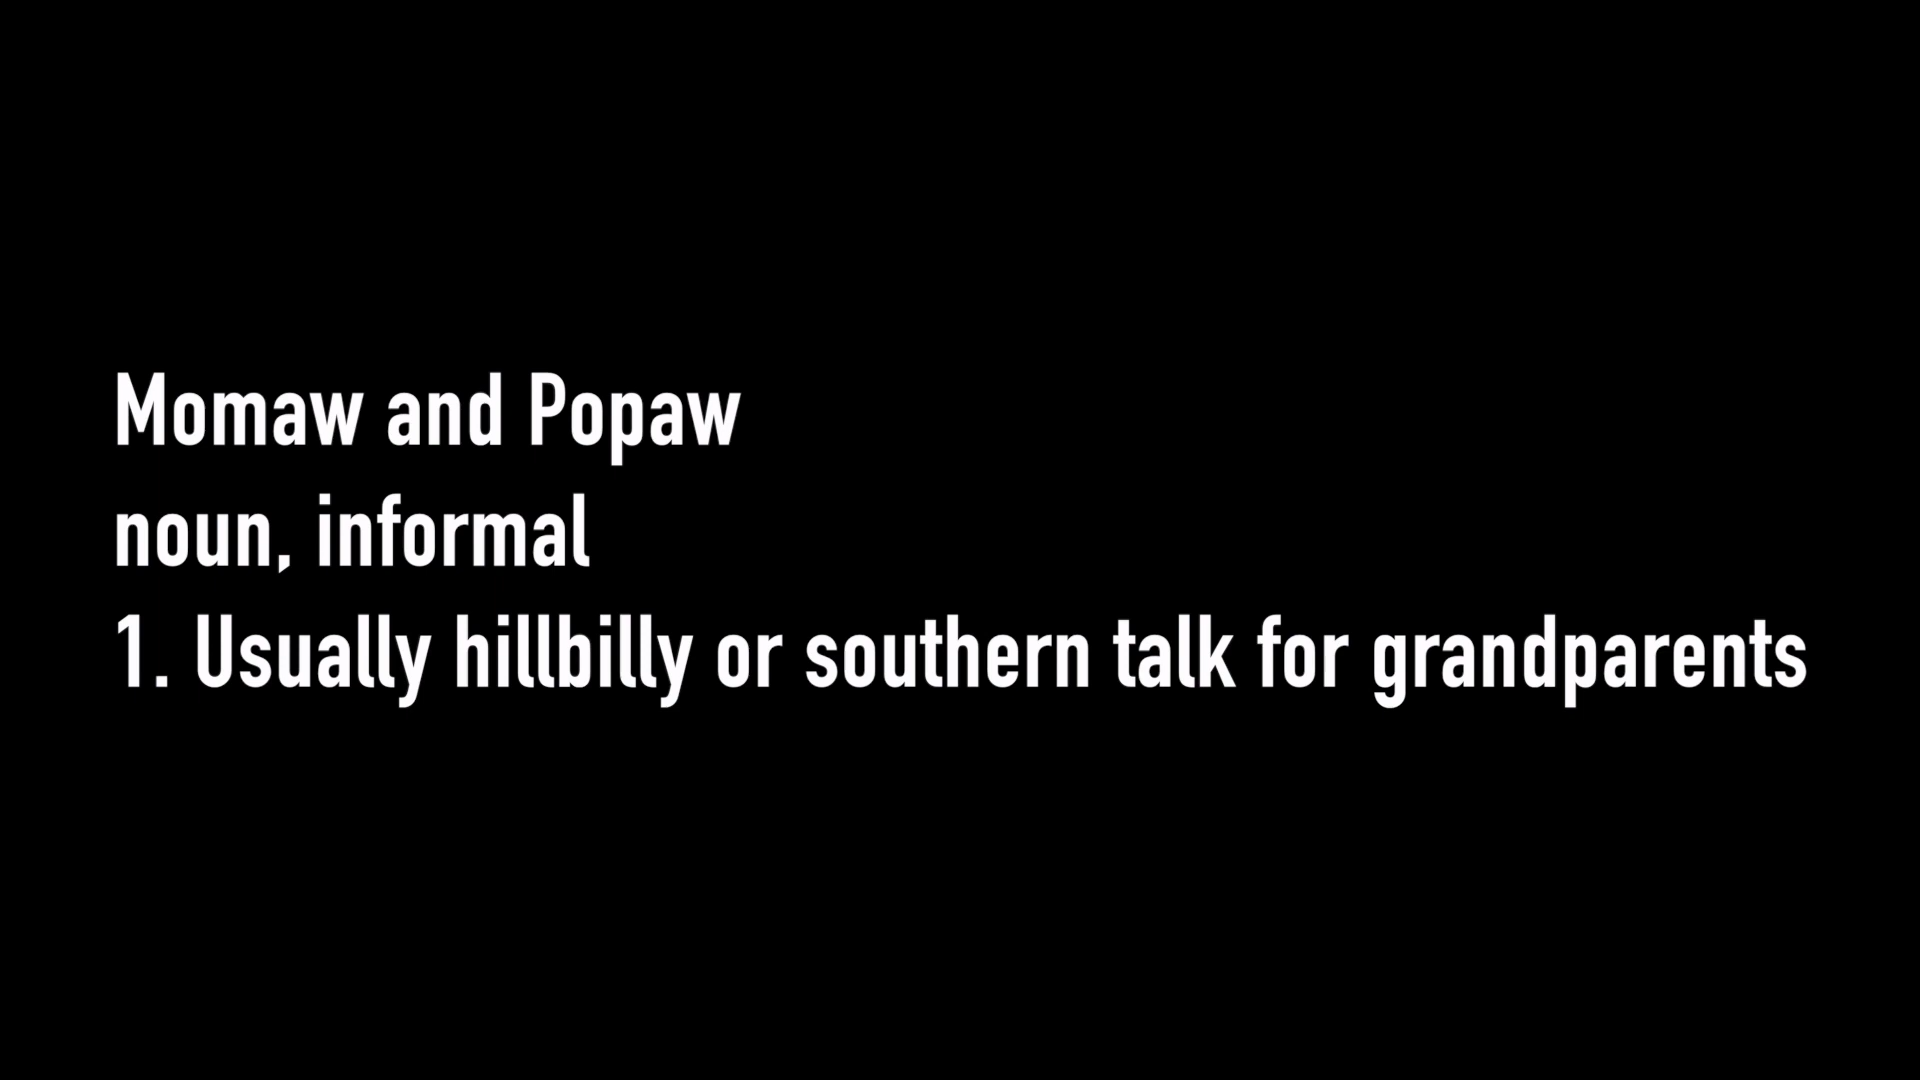 Momaw and Popaw
noun, informal
1. Usually hillbilly or southern talk for grandparents